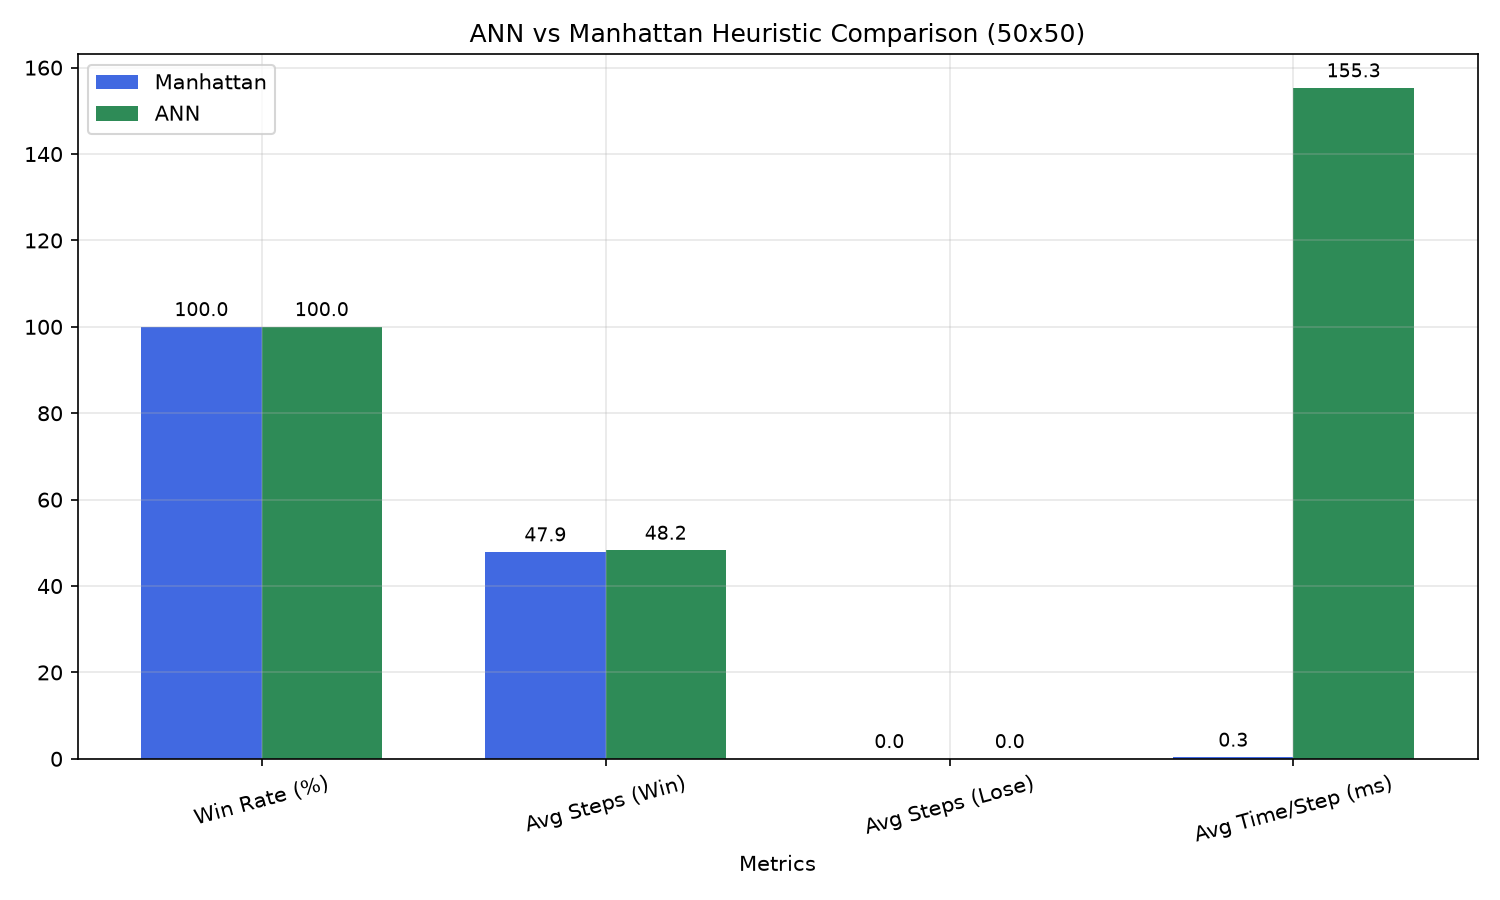 ANN vs Manhattan Heuristic Comparison (50x50)
160
140
120
100
80
60
40
20
0
Manhattan
ANN
100.0
100.0
47.9
48.2
0.0
0.0
0.3
155.3
Win Rate (%)
Avg Steps (Win)
Avg Steps (Lose)
Avg Time/Step (ms)
Metrics